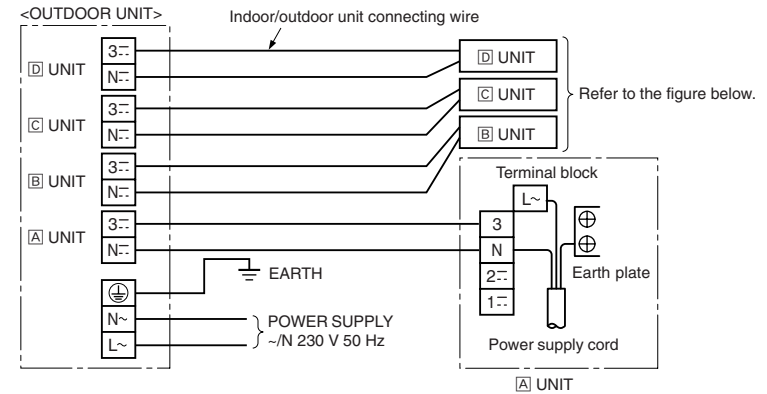 <OUTDOOR UNIT>
Indoor/outdoor unit connecting wire
D UNIT
3⎓
N⎓
C UNIT
3⎓
N⎓
B UNIT
3⎓
N⎓
A UNIT
3⎓
N⎓
N~
L~
EARTH
POWER SUPPLY
~/N 230 V 50 Hz
D UNIT
C UNIT
B UNIT
Refer to the figure below.
Terminal block
L~
3
N
2⎓
1⎓
Earth plate
Power supply cord
A UNIT